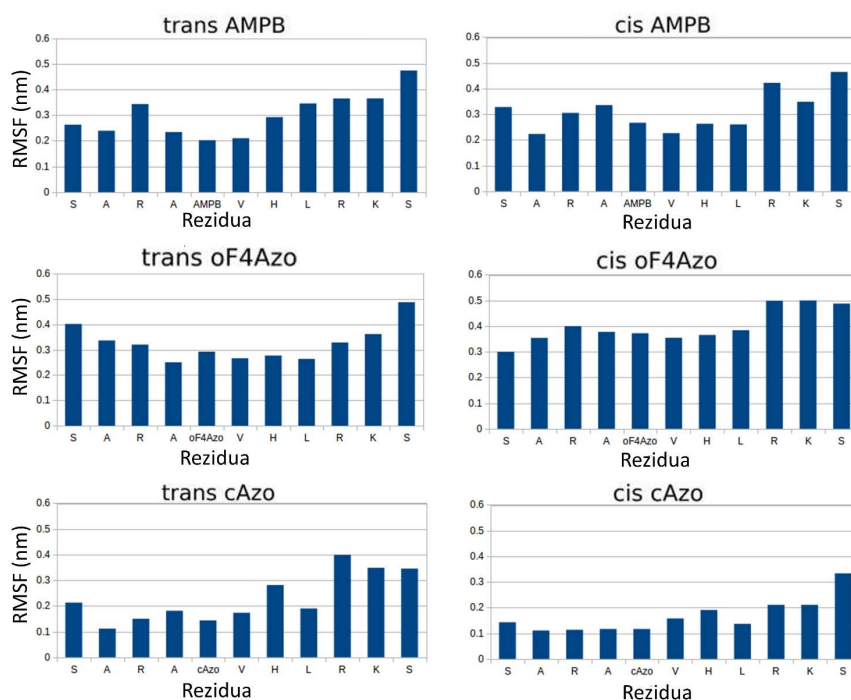 trans AMPB
RMSF (nm)
0.6
0.5
0.4
0.3
0.2
0.1
0
S A R A AMPB V H L R K S
Rezidua
cis AMPB
0.6
0.5
0.4
0.3
0.2
0.1
0
S A R A AMPB V H L R K S
Rezidua
trans oF4Azo
RMSF (nm)
0.6
0.5
0.4
0.3
0.2
0.1
0
S A R A oF4Azo V H L R K S
Rezidua
cis oF4Azo
0.6
0.5
0.4
0.3
0.2
0.1
0
S A R A oF4Azo V H L R K S
Rezidua
trans cAzo
RMSF (nm)
0.6
0.5
0.4
0.3
0.2
0.1
0
S A R A cAzo V H L R K S
Rezidua
cis cAzo
0.6
0.5
0.4
0.3
0.2
0.1
0
S A R A cAzo V H L R K S
Rezidua